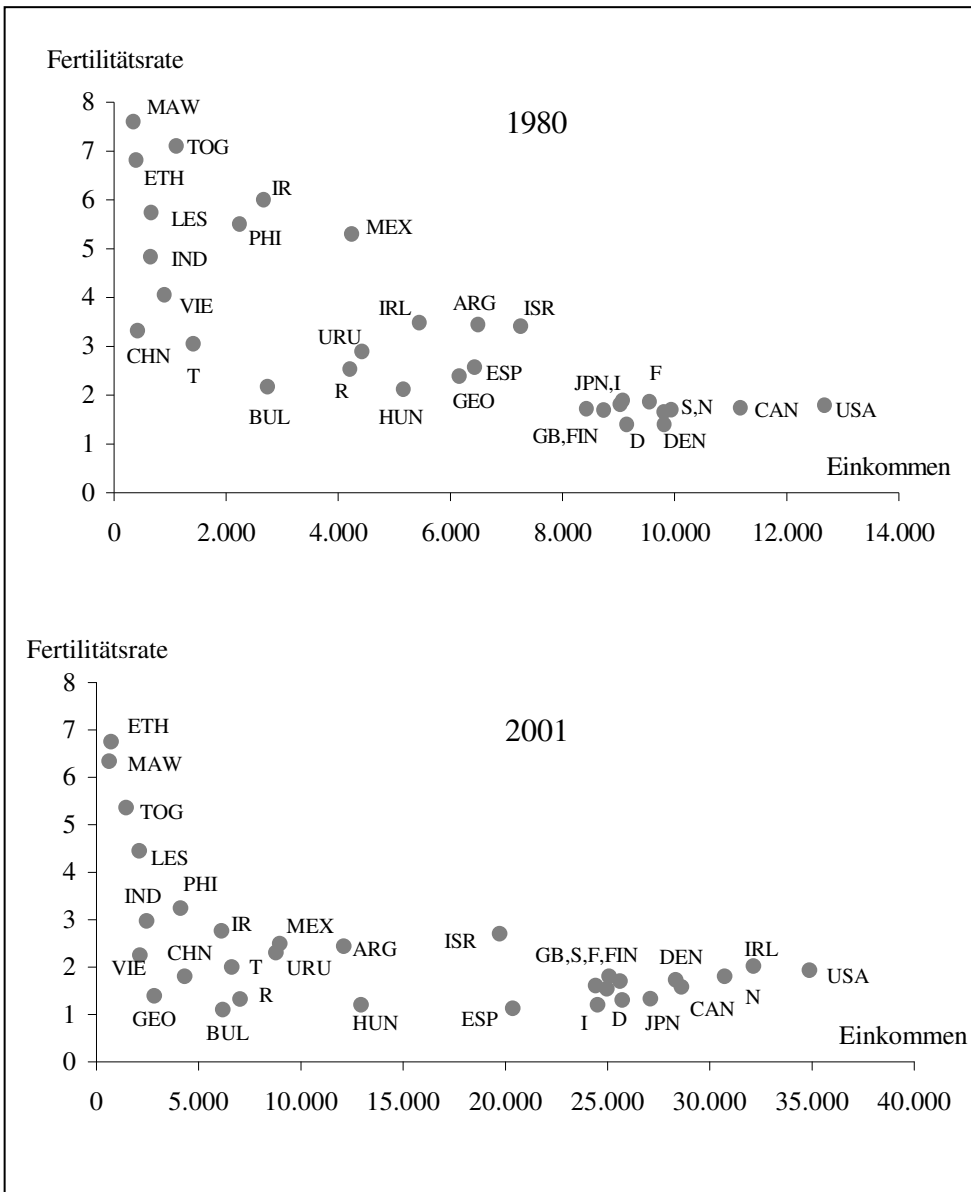 Fertilitätsrate
8
MAW
1980
7
TOG
ETH
6
IR
LES
PHI
MEX
5
IND
4
VIE
IRL
ARG
ISR
3
CHN
URU
T
R
ESP
JPN,I
F
2
BUL
HUN
GEO
GB,FIN
D
S,N
DEN
CAN
USA
1
Einkommen
0
0 2.000 4.000 6.000 8.000 10.000 12.000 14.000
Fertilitätsrate
8
ETH
2001
7
MAW
6
TOG
5
LES
4
PHI
IND
3
IR
MEX
CHN
ARG
ISR
GB,S,F,FIN
DEN
IRL
VIE
T
URU
2
USA
GEO
R
N
CAN
BUL
HUN
ESP
I
D
JPN
1
Einkommen
0
0 5.000 10.000 15.000 20.000 25.000 30.000 35.000 40.000